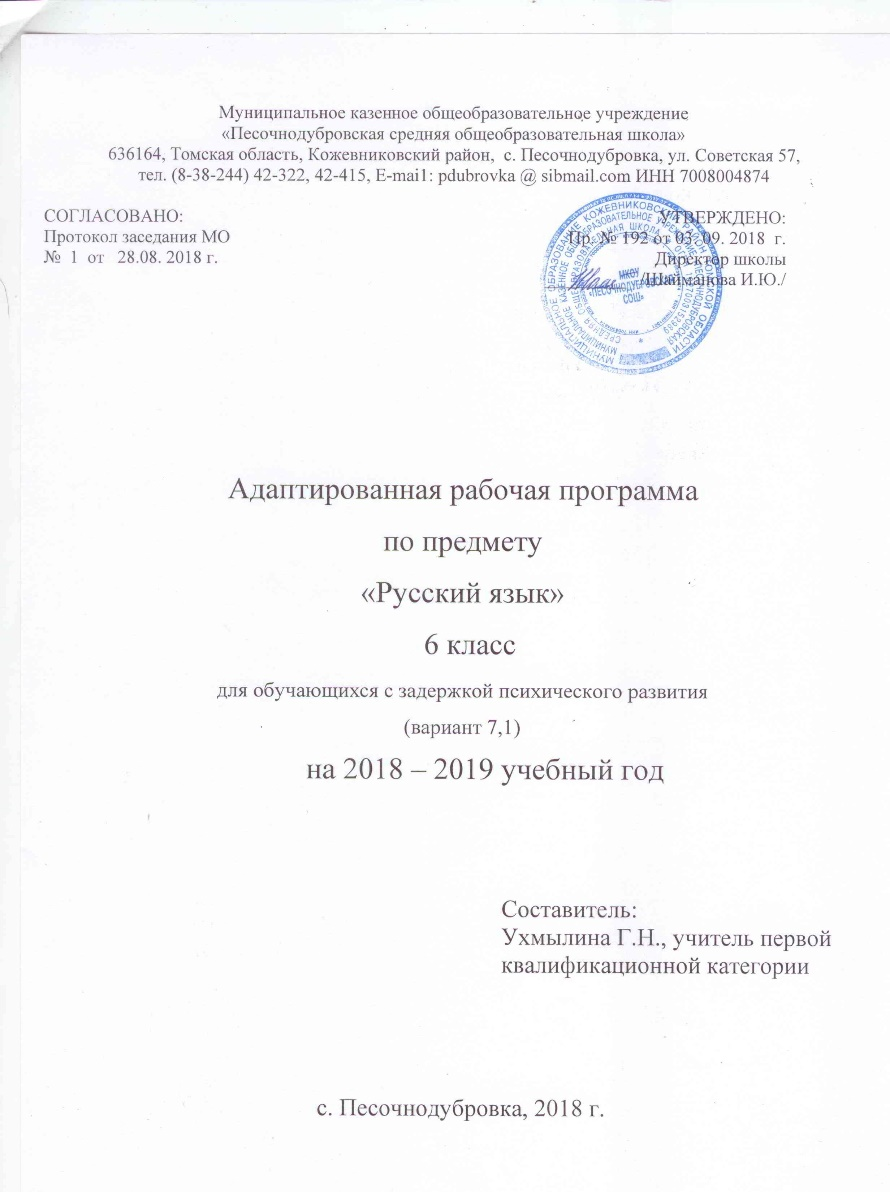 Муниципальное казенное общеобразовательное учреждение
«Песочнодубровская средняя общеобразовательная школа»
636164, Томская область, Кожевниковский район, с. Песочнодубровка, ул. Советская 57,
тел. (8-38-244) 42-322, 42-415, E-mai1: pdubrovka @ sibmail.com ИНН 7008004874
СОГЛАСОВАНО:
Протокол заседания МО
№ 1 от 28.08. 2018 г.
УТВЕРЖДЕНО:
Пр. № 192 от 03. 09. 2018 г.
Директор школы
/Шайманова И.Ю./
МКОУ
«ПЕСОЧНОДУБРОВСКАЯ
СОШ»
Адаптированная рабочая программа
по предмету
«Русский язык»
6 класс
для обучающихся с задержкой психического развития
(вариант 7,1)
на 2018 – 2019 учебный год
Составитель:
Ухмылина Г.Н., учитель первой
квалификационной категории
с. Песочнодубровка, 2018 г.